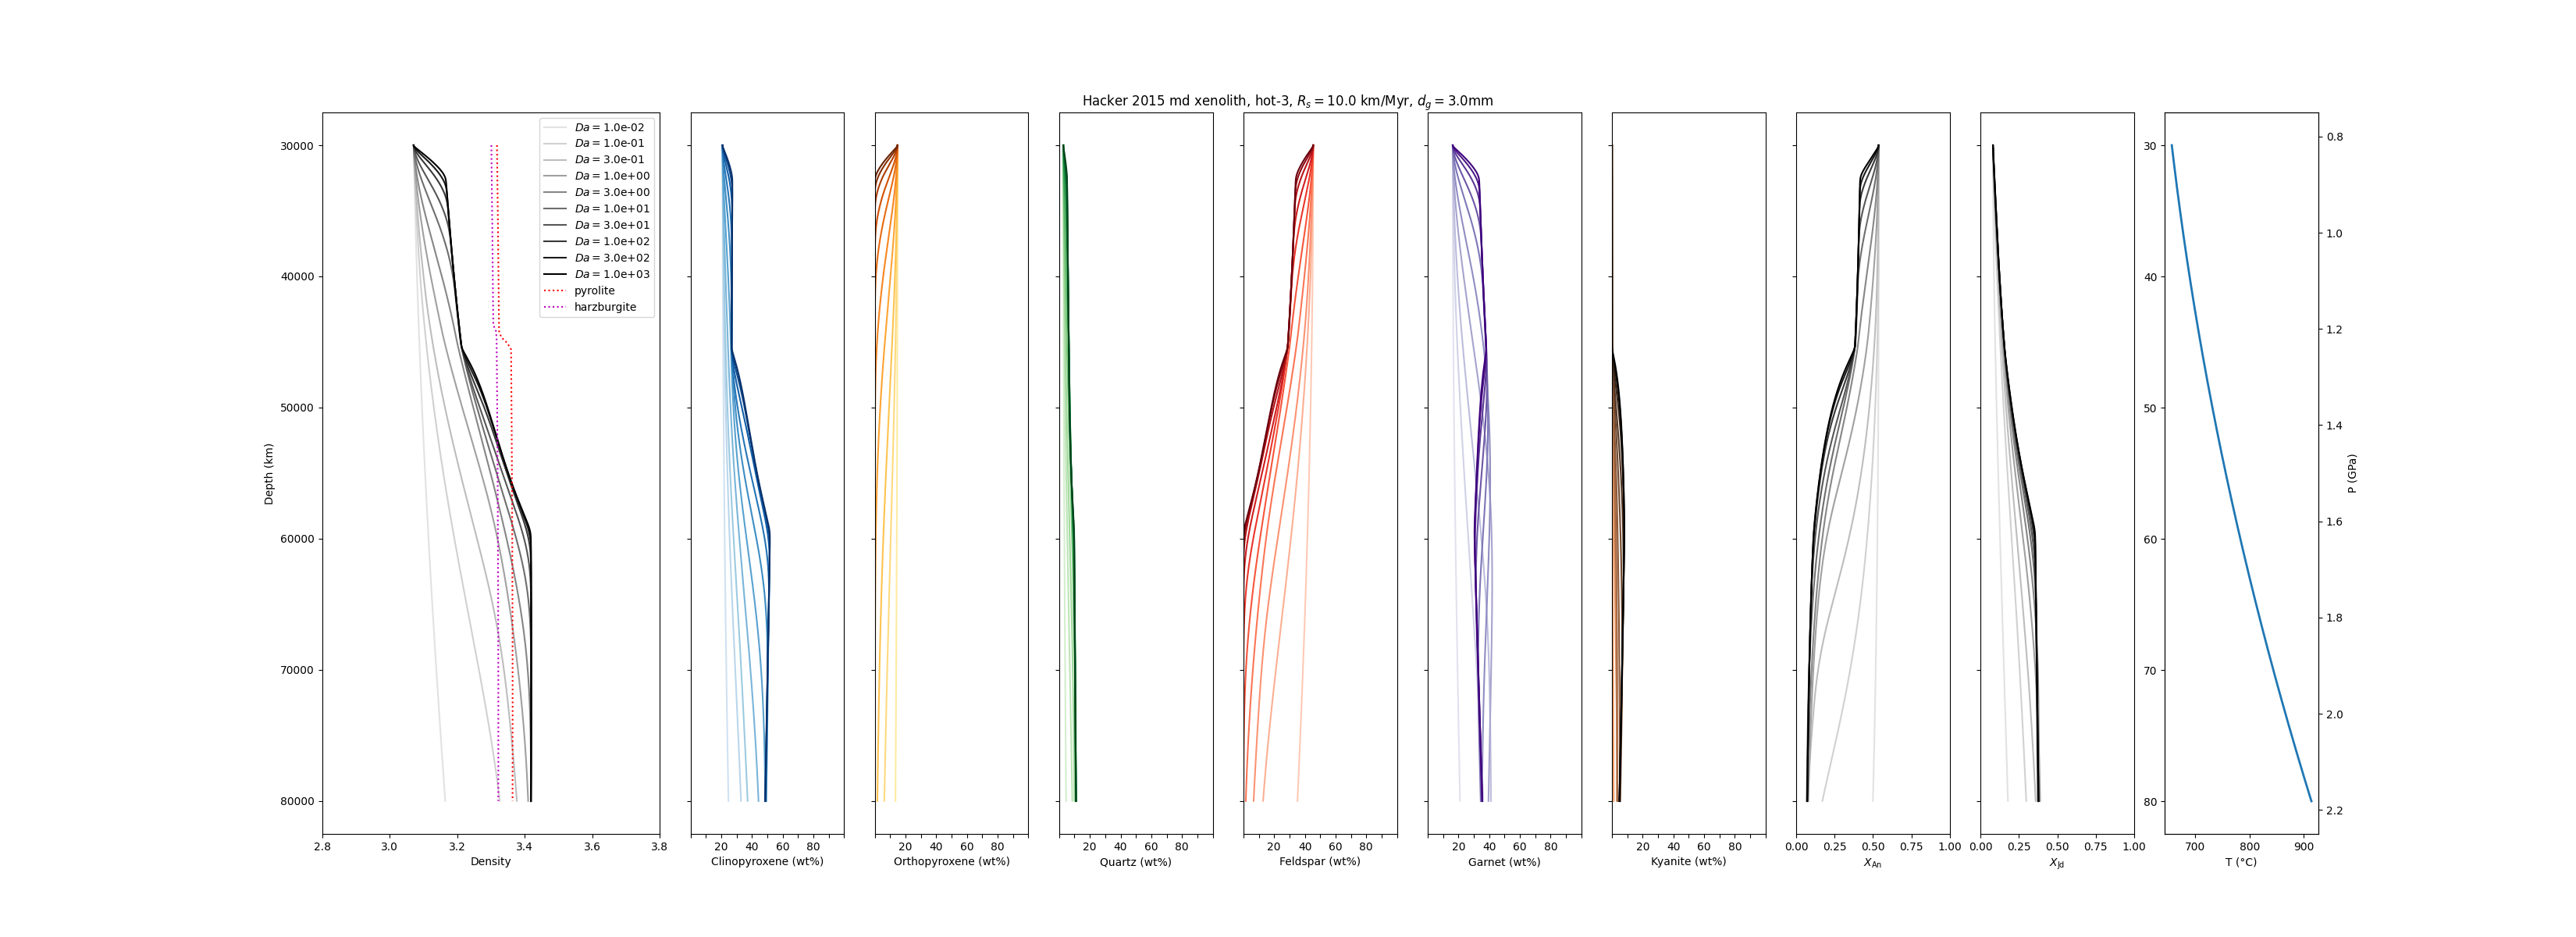 Hacker 2015 md xenolith, hot-3, Rs = 10.0 km/Myr, dg = 3.0mm
Da = 1.0e-02
Da = 1.0e-01
Da = 3.0e-01
Da = 1.0e+00
Da = 3.0e+00
Da = 1.0e+01
Da = 3.0e+01
Da = 1.0e+02
Da = 3.0e+02
Da = 1.0e+03
pyrolite
harzburgite
Depth (km)
30000
40000
50000
60000
70000
80000
2.8 3.0 3.2 3.4 3.6 3.8
Density
20 40 60 80
Clinopyroxene (wt%)
20 40 60 80
Orthopyroxene (wt%)
20 40 60 80
Quartz (wt%)
20 40 60 80
Feldspar (wt%)
20 40 60 80
Garnet (wt%)
20 40 60 80
Kyanite (wt%)
0.00 0.25 0.50 0.75 1.00
XAn
0.00 0.25 0.50 0.75 1.00
XJd
30
40
50
60
70
80
700 800 900
T (°C)
0.8
1.0
1.2
1.4
1.6
1.8
2.0
2.2
P (GPa)